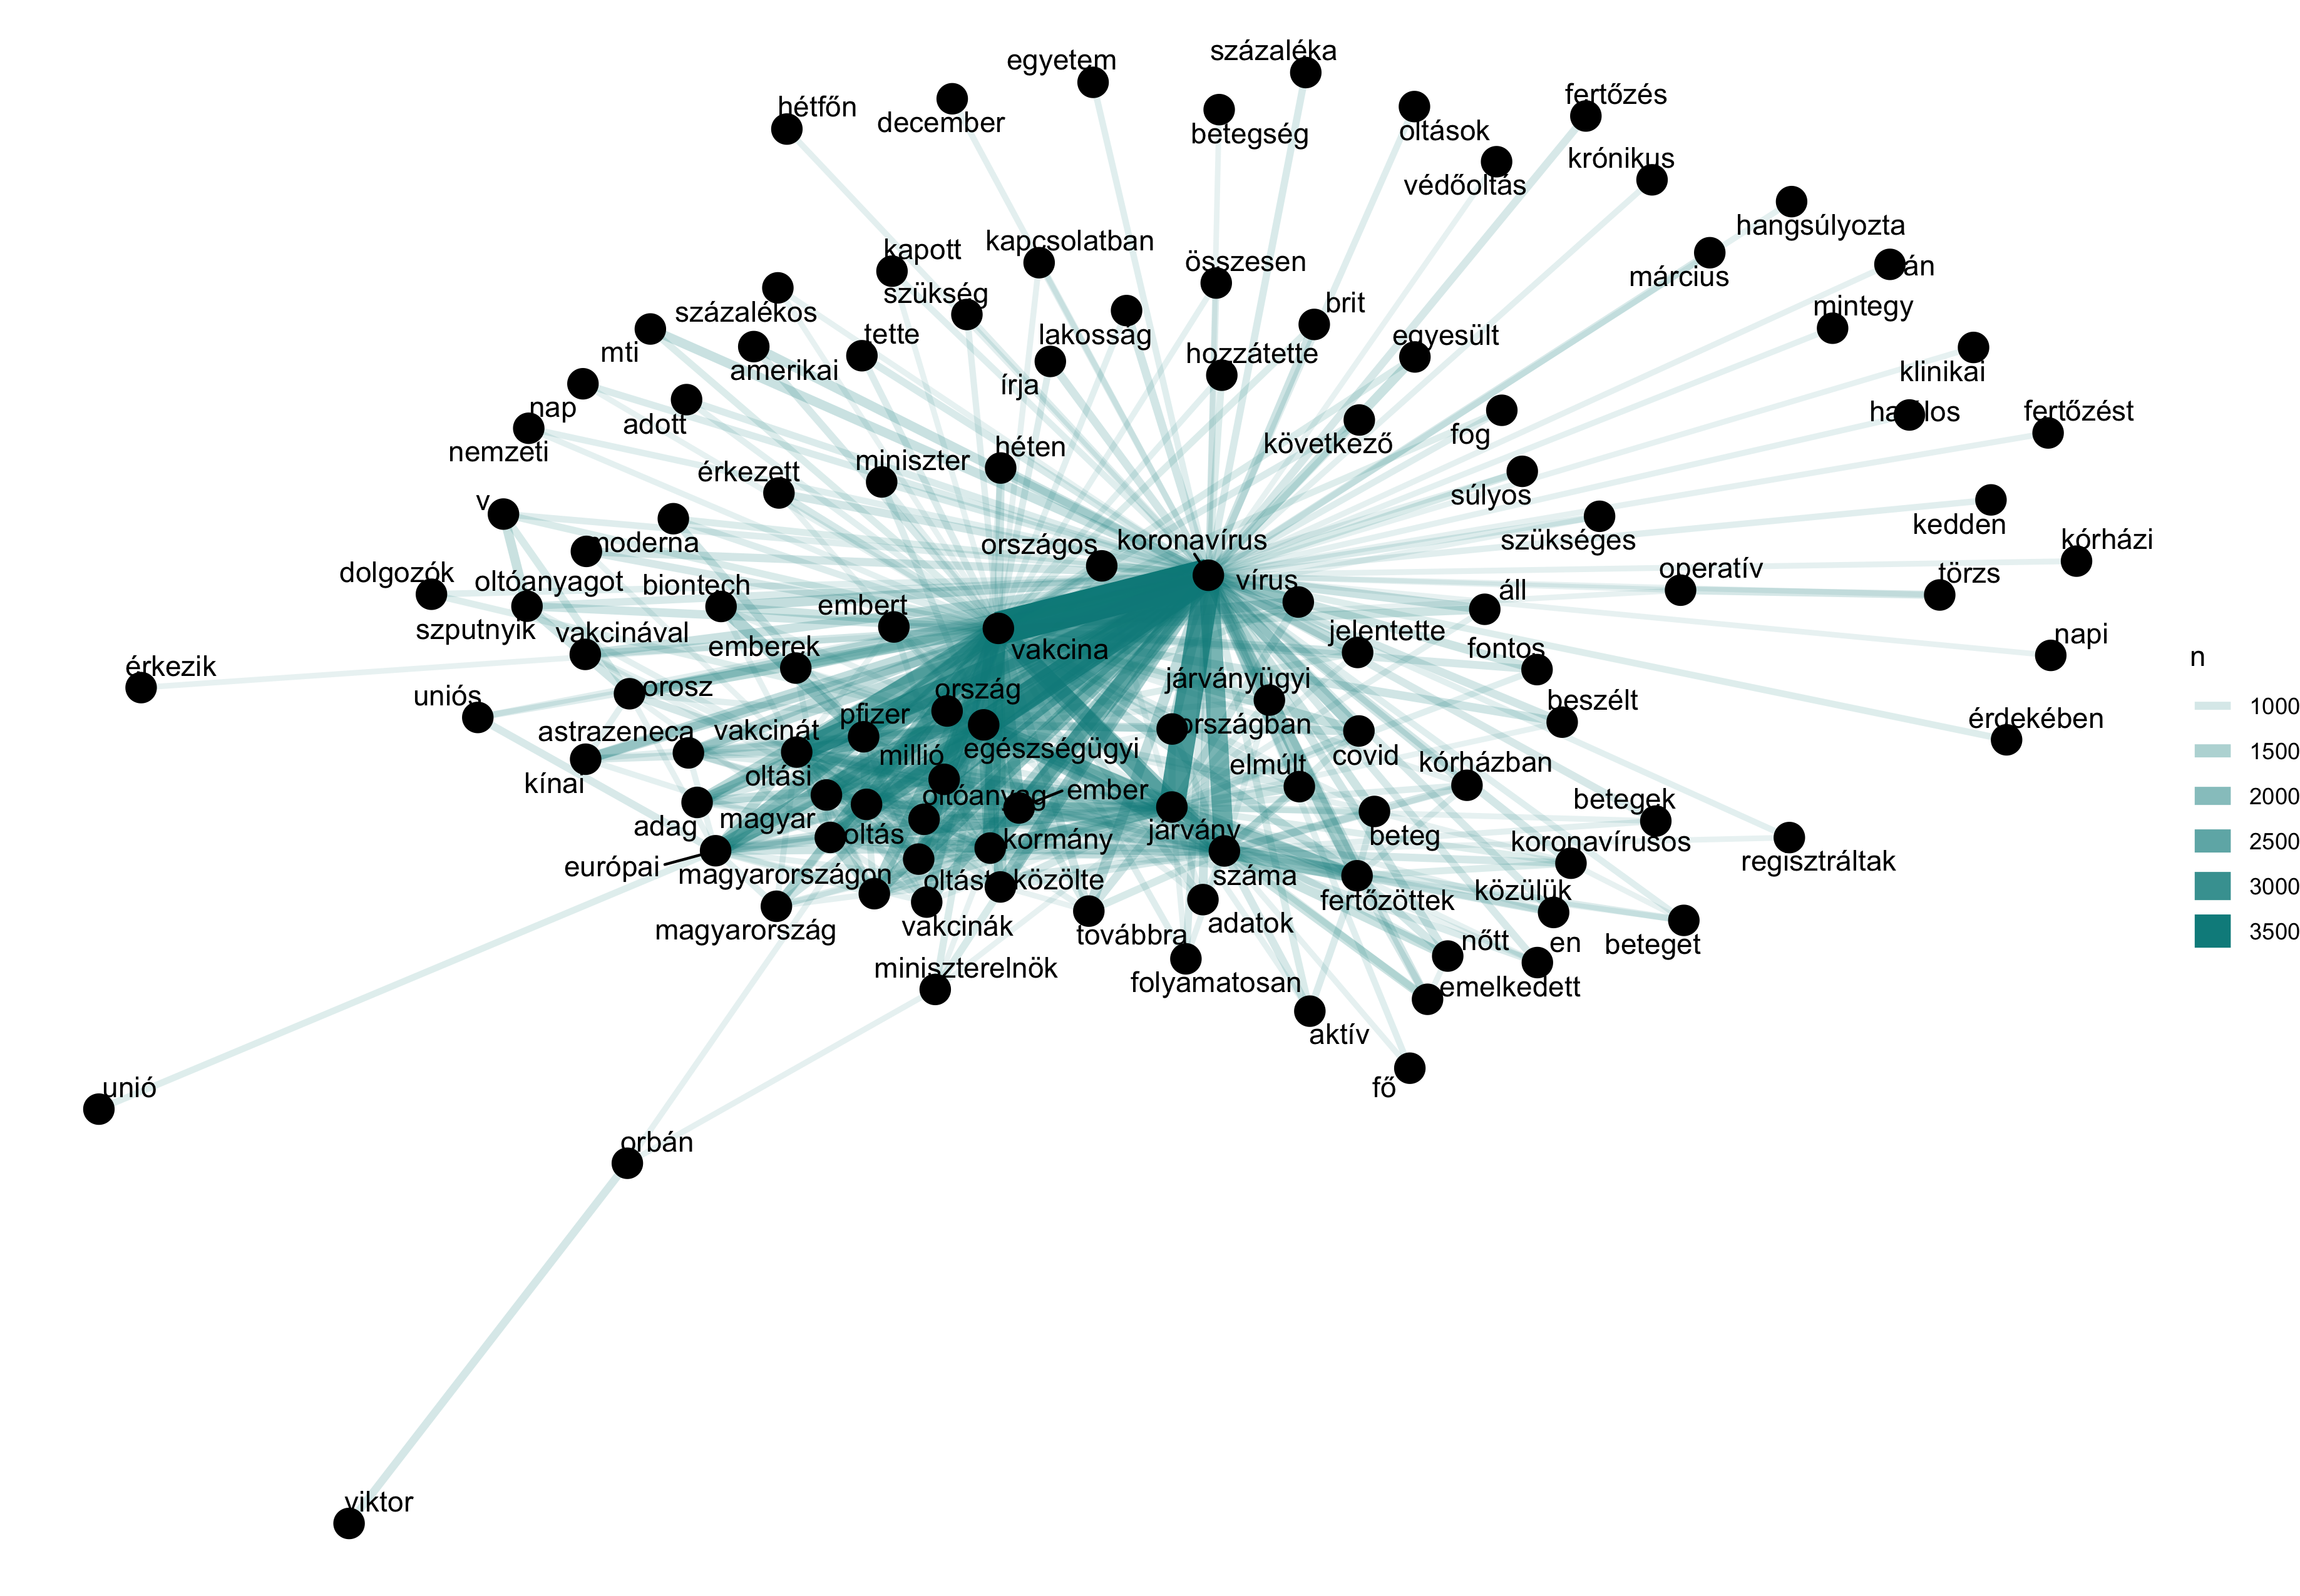 százaléka
egyetem
fertőzés
hétfőn
december
betegség
oltások
krónikus
védőoltás
hangsúlyozta
kapott
kapcsolatban
összesen
március
án
szükség
brit
mintegy
százalékos
tette
lakosság
hozzátette
egyesült
mti
amerikai
írja
klinikai
nap
adott
következő
fog
halálos
fertőzést
nemzeti
héten
érkezett
miniszter
súlyos
v
moderna
országos
koronavírus
szükséges
kedden
kórházi
dolgozók
oltóanyagot
biontech
vírus
áll
operatív
törzs
szputnyik
vakcinával
embert
emberek
vakcina
jelentette
fontos
napi
érkezik
uniós
orosz
ország
járványügyi
beszélt
n
1000
1500
2000
2500
3000
3500
astrazeneca
vakcinát
pfizer
országban
érdekében
kínai
oltási
millió
egészségügyi
elmúlt
covid
kórházban
adag
magyar
oltóanyag
ember
betegek
európai
oltás
kormány
járvány
beteg
koronavírusos
regisztráltak
magyarországon
oltást
közölte
száma
fertőzöttek
közülük
magyarország
vakcinák
továbbra
adatok
nőtt
en
beteget
miniszterelnök
folyamatosan
emelkedett
aktív
fő
unió
orbán
viktor